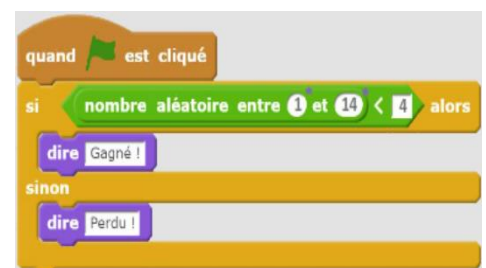 quand est cliqué
si nombre aléatoire entre 1 et 14 < 4 alors
dire Gagné !
sinon
dire Perdu !